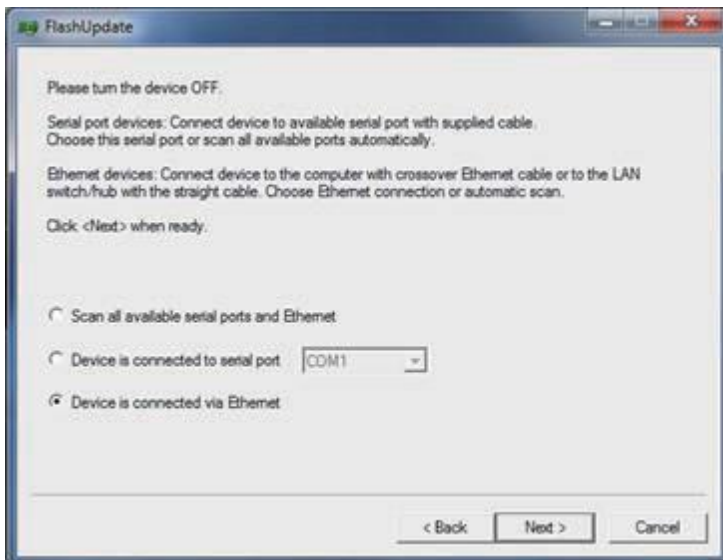 FlashUpdate
Please turn the device OFF.
Serial port devices: Connect device to available serial port with supplied cable.
Choose this serial port or scan all available ports automatically.
Ethernet devices: Connect device to the computer with crossover Ethernet cable or to the LAN
switch/hub with the straight cable. Choose Ethernet connection or automatic scan.
Click <Next> when ready.
Scan all available serial ports and Ethernet
Device is connected to serial port COM1
Device is connected via Ethernet
< Back Next > Cancel